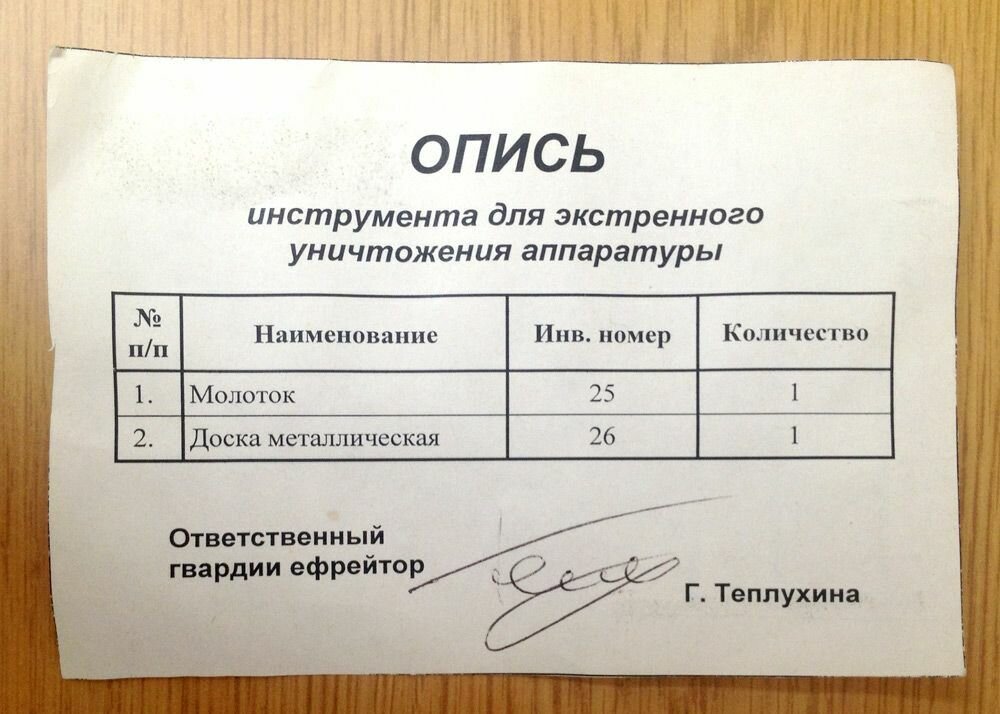 ОПИСЬ
инструмента для экстренного
уничтожения аппаратуры
№ п/п Наименование Инв. номер Количество
1. Молоток 25 1
2. Доска металлическая 26 1
Ответственный
гвардии ефрейтор
Г. Теплухина